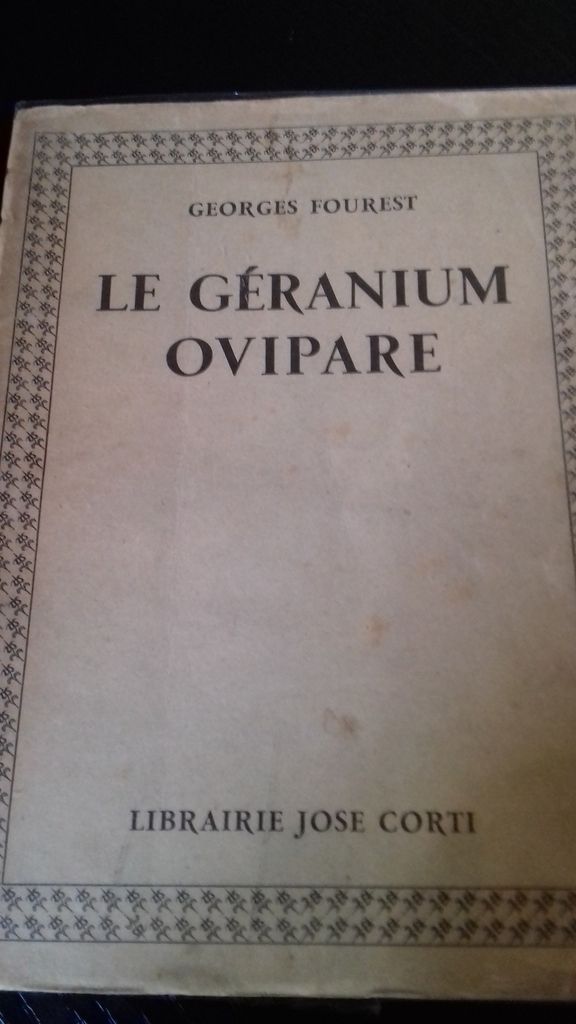 GEORGES FOUREST
LE GÉRANIUM
OVIPARE
LIBRAIRIE JOSE CORTI